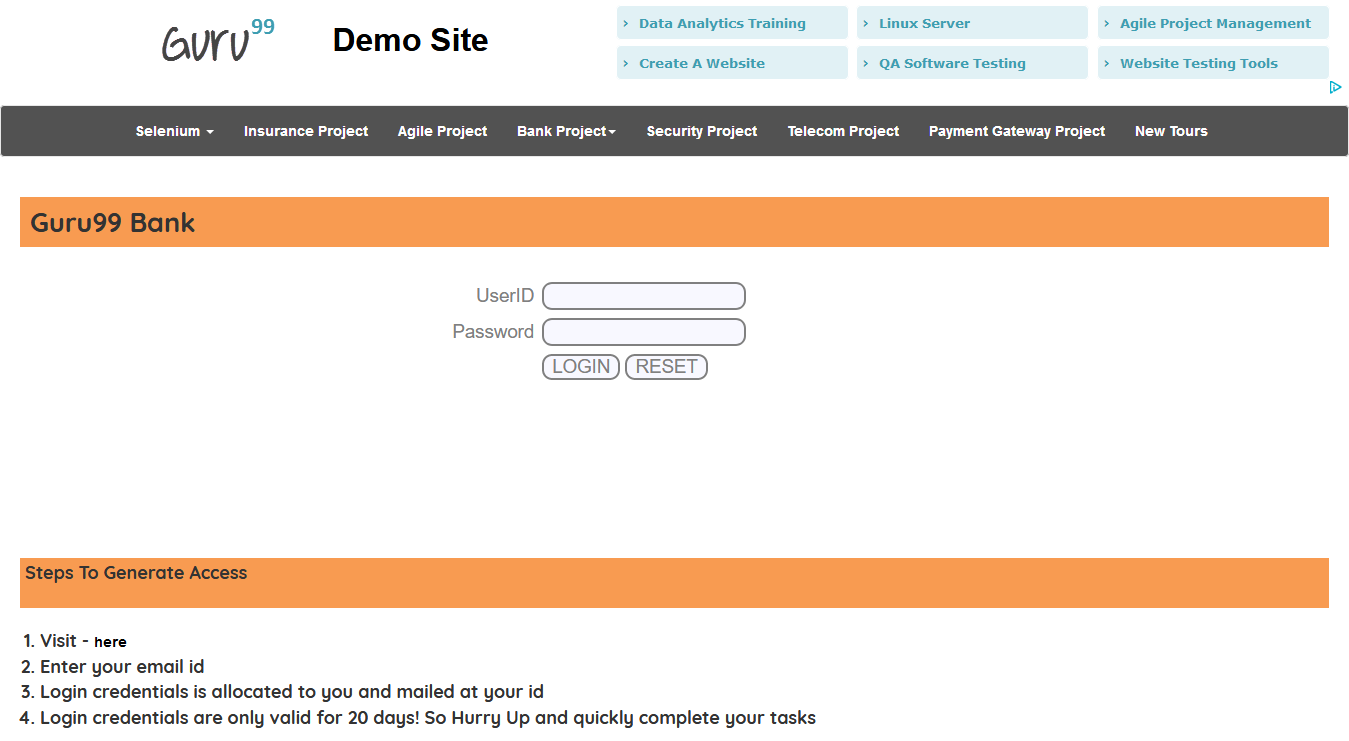 Guru99 Demo Site
Data Analytics Training
Linux Server
Agile Project Management
Create A Website
QA Software Testing
Website Testing Tools
Selenium Insurance Project Agile Project Bank Project Security Project Telecom Project Payment Gateway Project New Tours
Guru99 Bank
UserID
Password
LOGIN RESET
Steps To Generate Access
1. Visit - here
2. Enter your email id
3. Login credentials is allocated to you and mailed at your id
4. Login credentials are only valid for 20 days! So Hurry Up and quickly complete your tasks